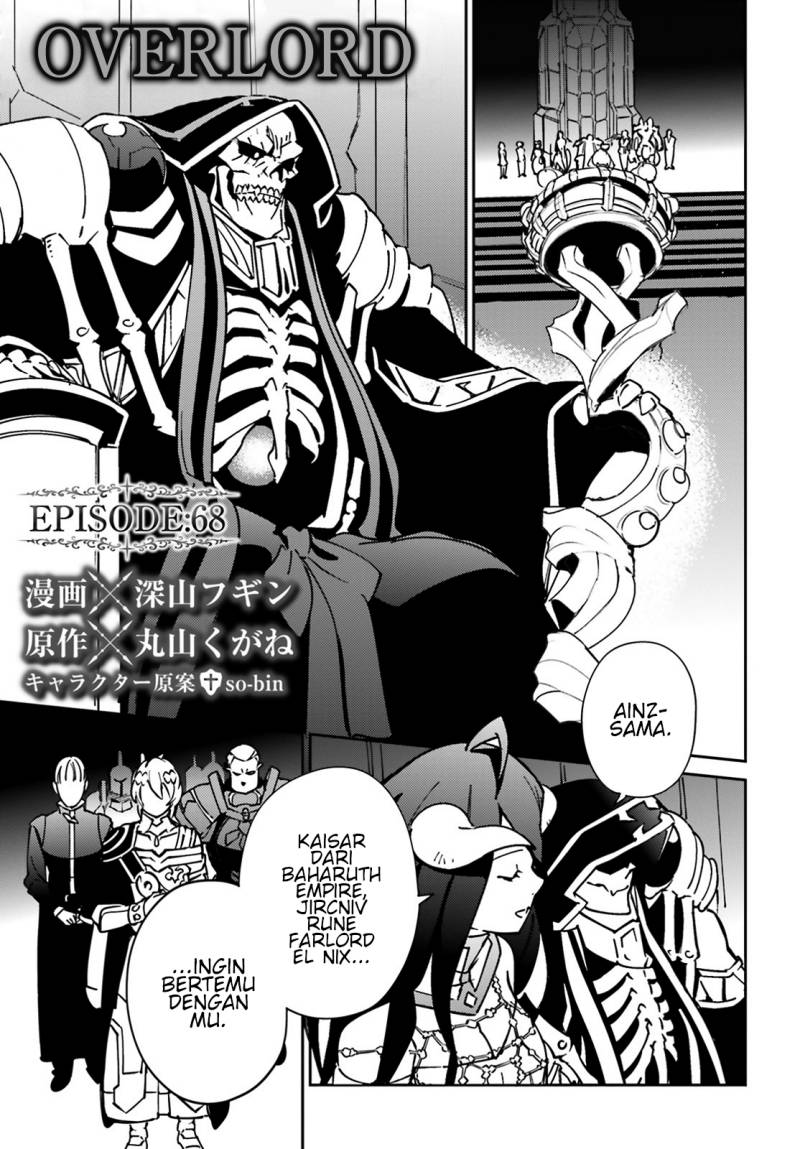 OVERLORD
EPISODE:68
漫画×深山フギン
原作×丸山くがね
キャラクター原案 so-bin
AINZ-
SAMA.
KAISAR
DARI
BAHARUTH
EMPIRE,
JIRCNIV
RUNE
FARLORD
EL NIX...
...INGIN
BERTEMU
DENGAN
MU.